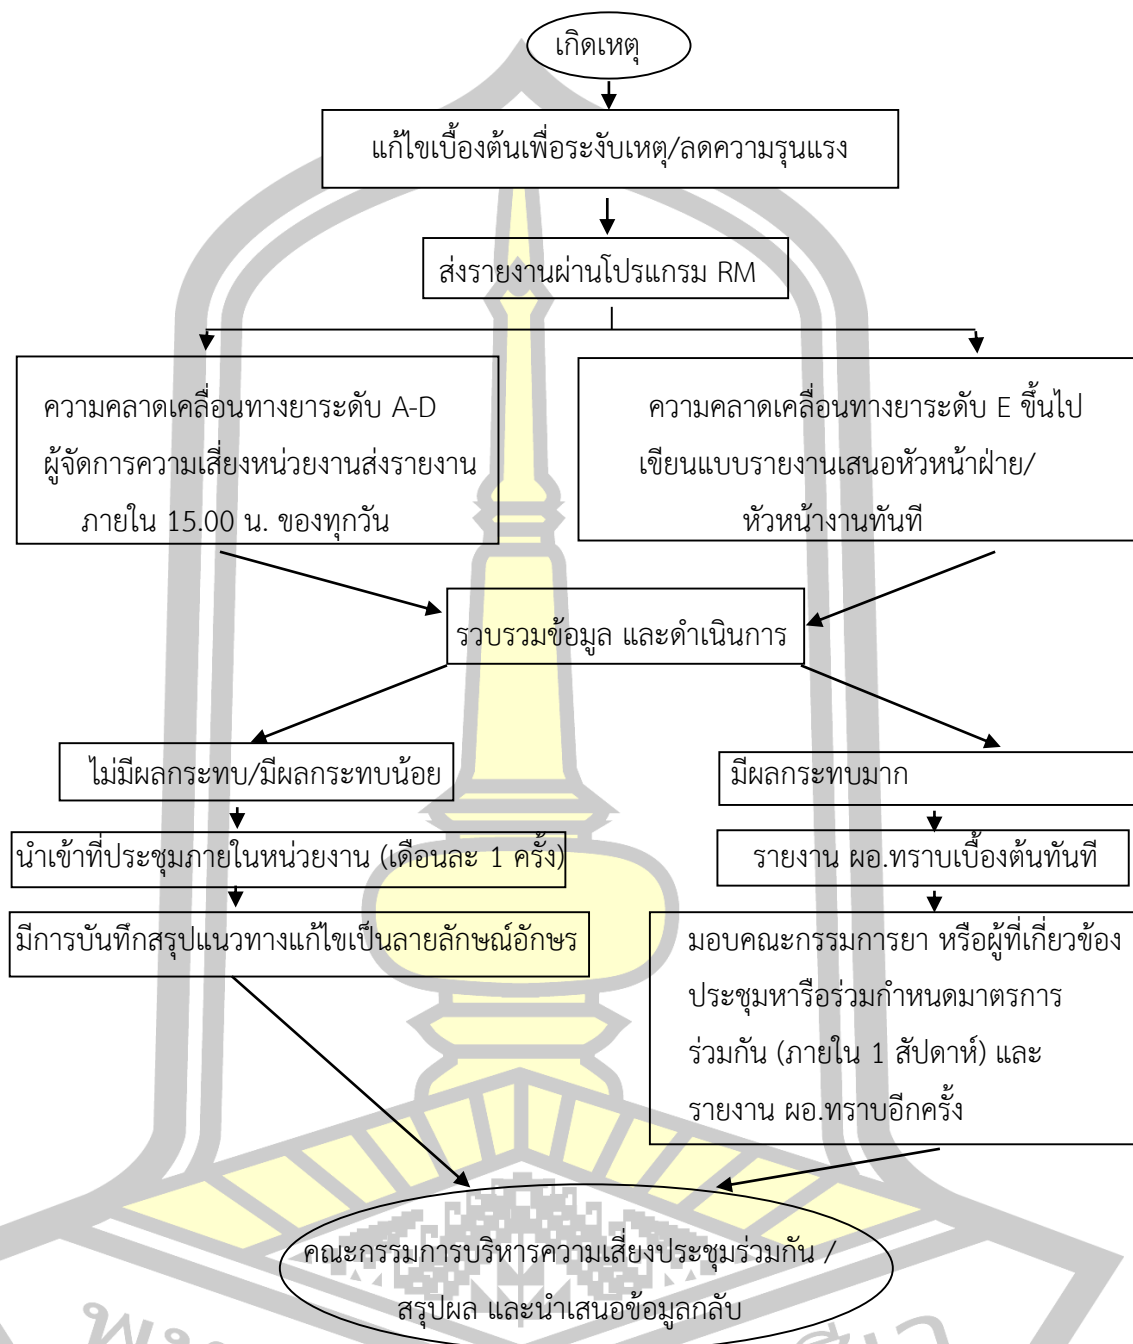 เกิดเหตุ
แก้ไขเบื้องต้นเพื่อระงับเหตุ/ลดความรุนแรง
ส่งรายงานผ่านโปรแกรม RM
ความคลาดเคลื่อนทางยาระดับ A-D
ผู้จัดการความเสี่ยงหน่วยงานส่งรายงาน
ภายใน 15.00 น. ของทุกวัน
ความคลาดเคลื่อนทางยาระดับ E ขึ้นไป
เขียนแบบรายงานเสนอหัวหน้าฝ่าย/
หัวหน้างานทันที
รวบรวมข้อมูล และดำเนินการ
ไม่มีผลกระทบ/มีผลกระทบน้อย
นำเข้าที่ประชุมภายในหน่วยงาน (เดือนละ 1 ครั้ง)
มีการบันทึกสรุปแนวทางแก้ไขเป็นลายลักษณ์อักษร
มีผลกระทบมาก
รายงาน ผอ.ทราบเบื้องต้นทันที
มอบคณะกรรมการยา หรือผู้ที่เกี่ยวข้อง
ประชุมหารือร่วมกำหนดมาตรการ
ร่วมกัน (ภายใน 1 สัปดาห์) และ
รายงาน ผอ.ทราบอีกครั้ง
คณะกรรมการบริหารความเสี่ยงประชุมร่วมกัน /
สรุปผล และนำเสนอข้อมูลกลับ